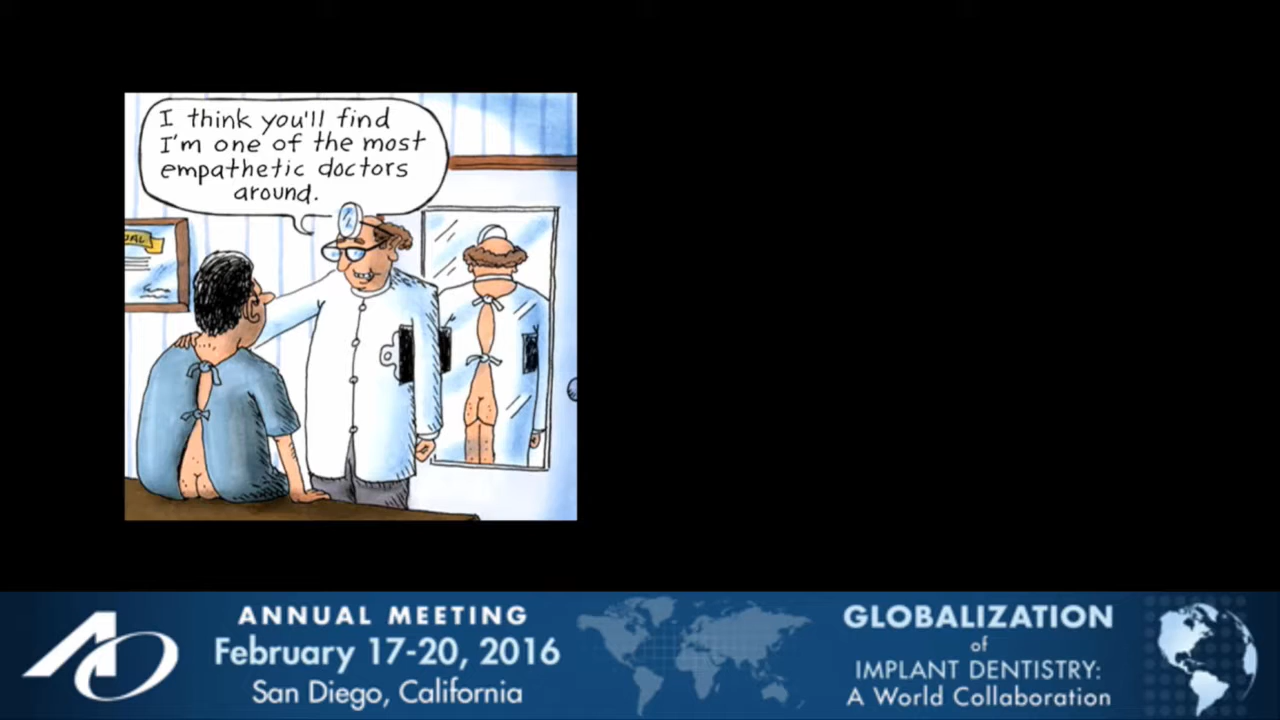 I think you'll find
I'm one of the most
empathetic doctors
around.
ANNUAL MEETING
February 17-20, 2016
San Diego, California
GLOBALIZATION
of
IMPLANT DENTISTRY:
A World Collaboration